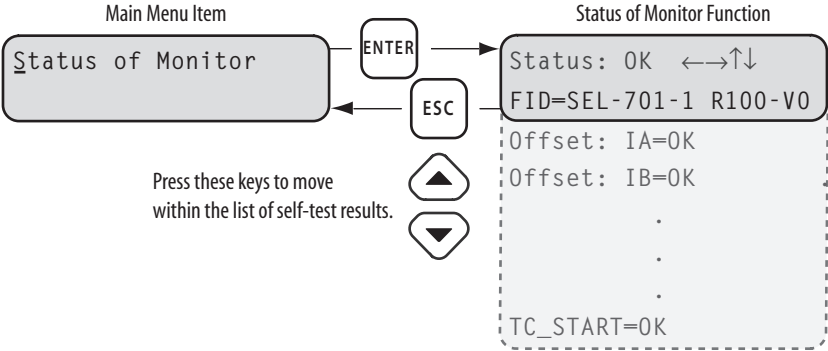 Main Menu Item
Status of Monitor Function
Status of Monitor
ENTER
ESC
Status: OK ←→↑↓
FID=SEL-701-1 R100-V0
Offset: IA=OK
Offset: IB=OK
.
.
.
TC_START=OK
Press these keys to move
within the list of self-test results.